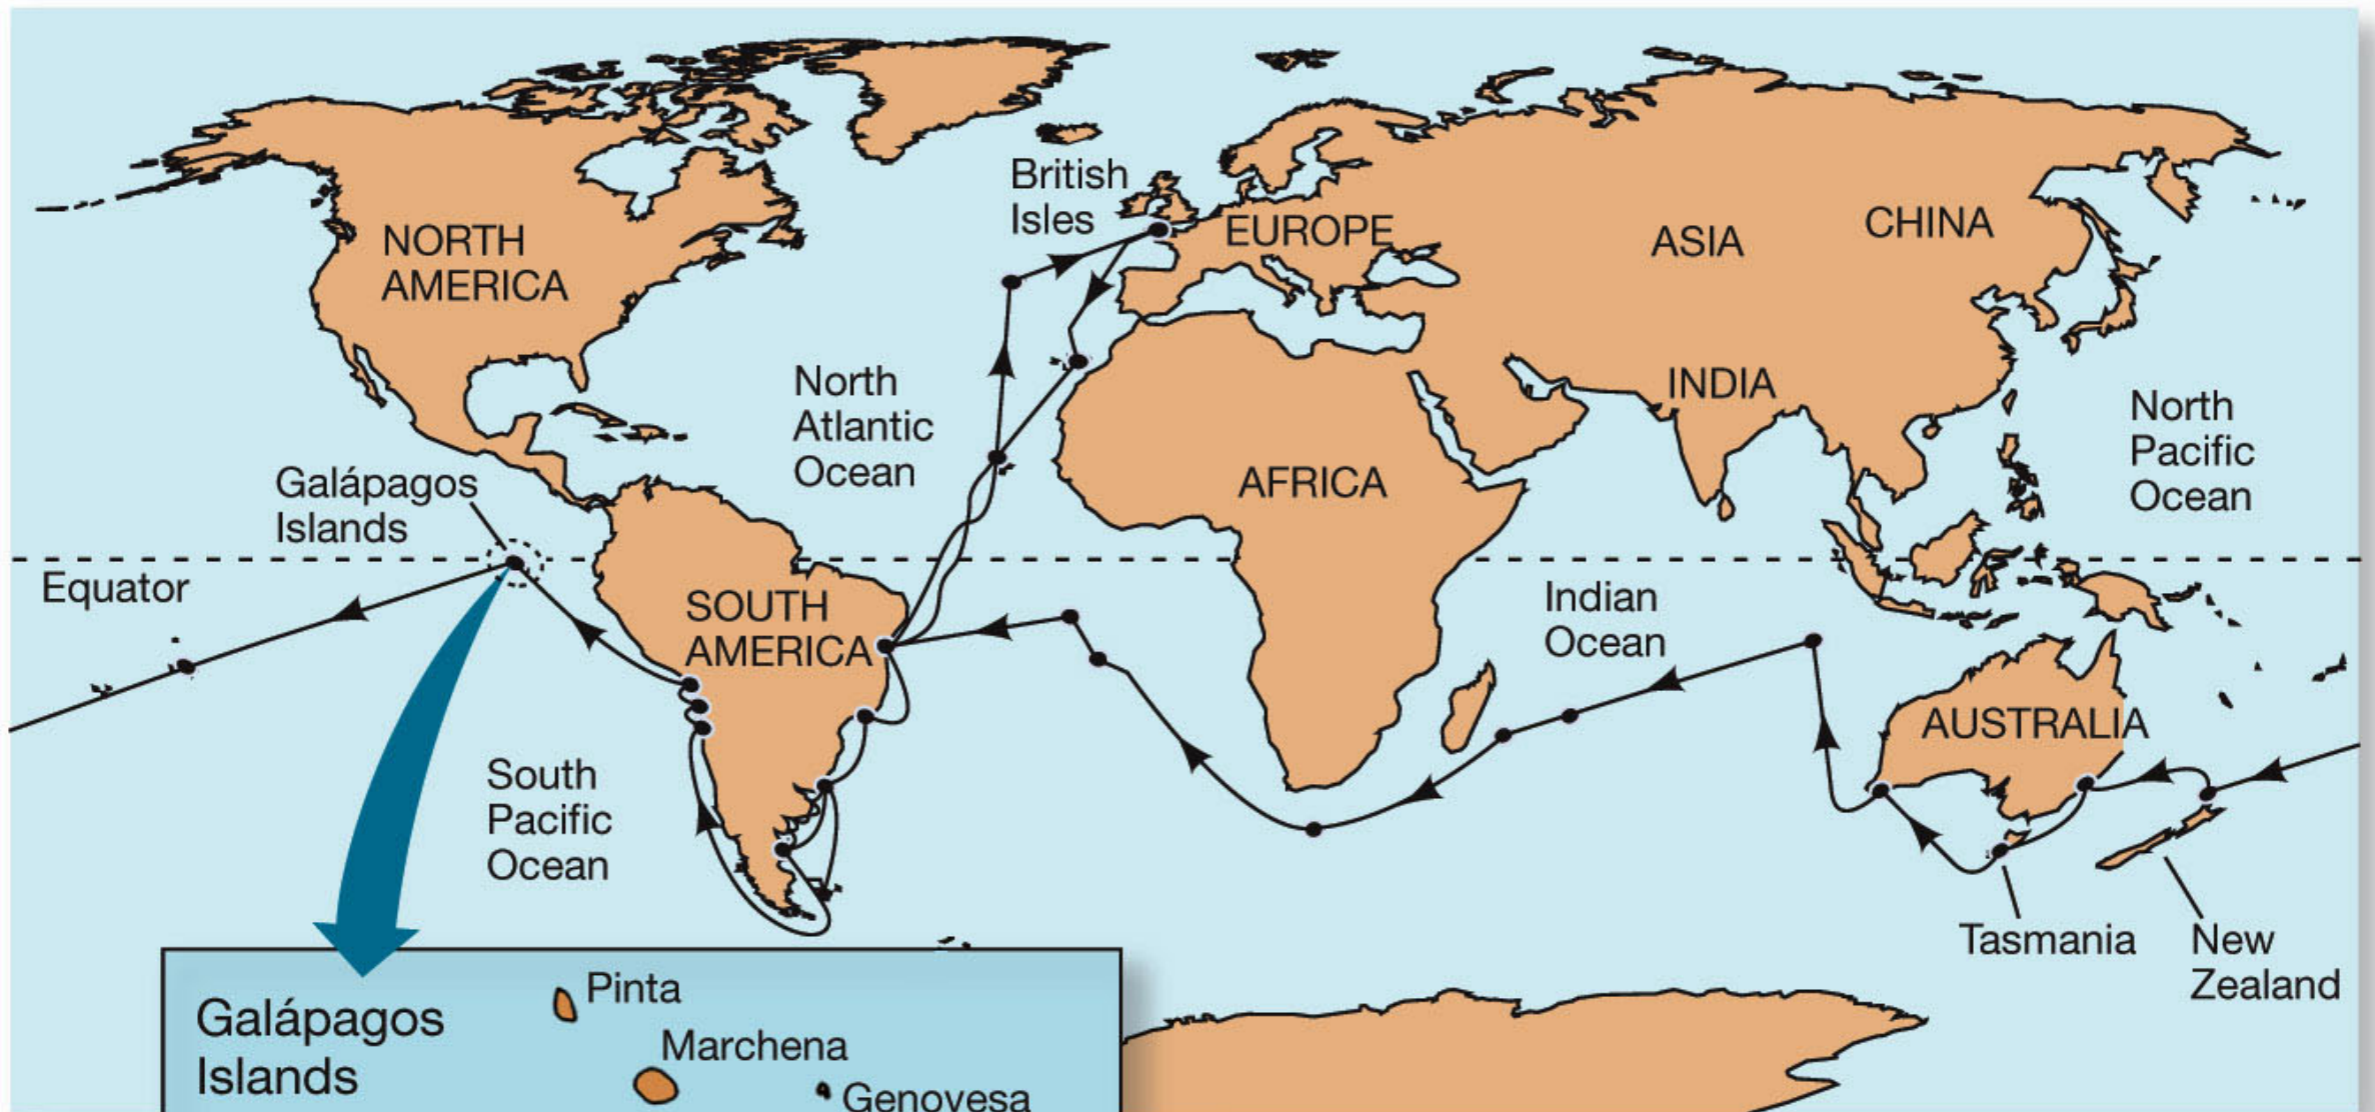 British
Isles
NORTH
AMERICA
EUROPE
ASIA
CHINA
North
Atlantic
Ocean
INDIA
North
Pacific
Ocean
Galápagos
Islands
AFRICA
Equator
SOUTH
AMERICA
Indian
Ocean
AUSTRALIA
South
Pacific
Ocean
Tasmania
New
Zealand
Galápagos
Islands
Pinta
Marchena
Genovesa